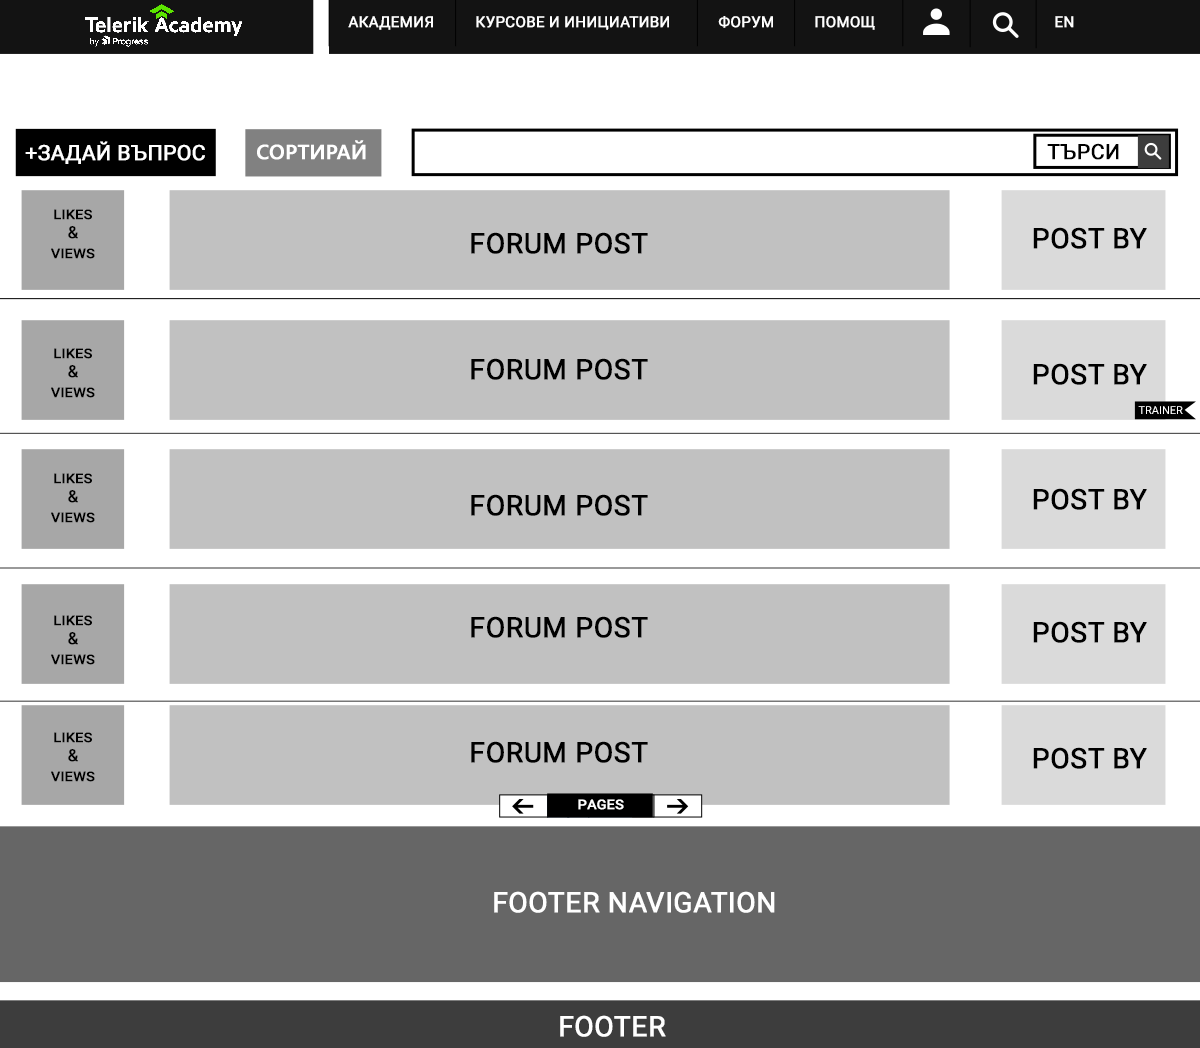 Telerik Academy
by Progress
АКАДЕМИЯ
КУРСОВЕ И ИНИЦИАТИВИ
ФОРУМ
ПОМОЩ
EN
+ЗАДАЙ ВЪПРОС
СОРТИРАЙ
ТЪРСИ
LIKES
&
VIEWS
FORUM POST
POST BY
LIKES
&
VIEWS
FORUM POST
POST BY
TRAINER
LIKES
&
VIEWS
FORUM POST
POST BY
LIKES
&
VIEWS
FORUM POST
POST BY
LIKES
&
VIEWS
FORUM POST
POST BY
PAGES
FOOTER NAVIGATION
FOOTER